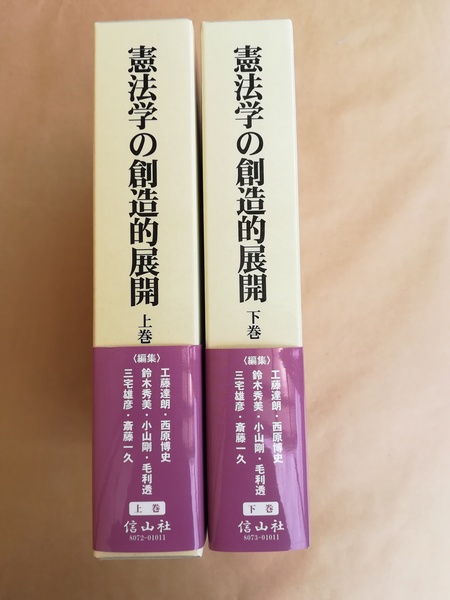 憲法学の創造的展開
上巻
〈編集〉
工藤達朗・西原博史
鈴木秀美・小山剛・毛利透
三宅雄彦・斎藤一久
上巻
信山社
8072-01011
憲法学の創造的展開
下巻
〈編集〉
工藤達朗・西原博史
鈴木秀美・小山剛・毛利透
三宅雄彦・斎藤一久
下巻
信山社
8073-01011